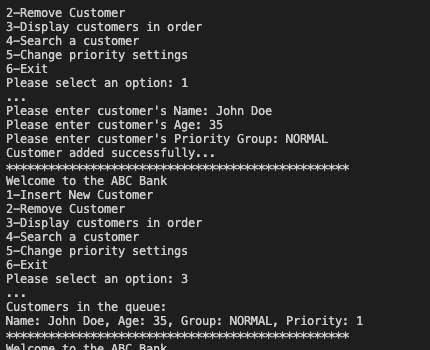 2-Remove Customer
3-Display customers in order
4-Search a customer
5-Change priority settings
6-Exit
Please select an option: 1
...
Please enter customer's Name: John Doe
Please enter customer's Age: 35
Please enter customer's Priority Group: NORMAL
Customer added successfully...
*************************************************
Welcome to the ABC Bank
1-Insert New Customer
2-Remove Customer
3-Display customers in order
4-Search a customer
5-Change priority settings
6-Exit
Please select an option: 3
...
Customers in the queue:
Name: John Doe, Age: 35, Group: NORMAL, Priority: 1
*************************************************
Welcome to the ABC Bank